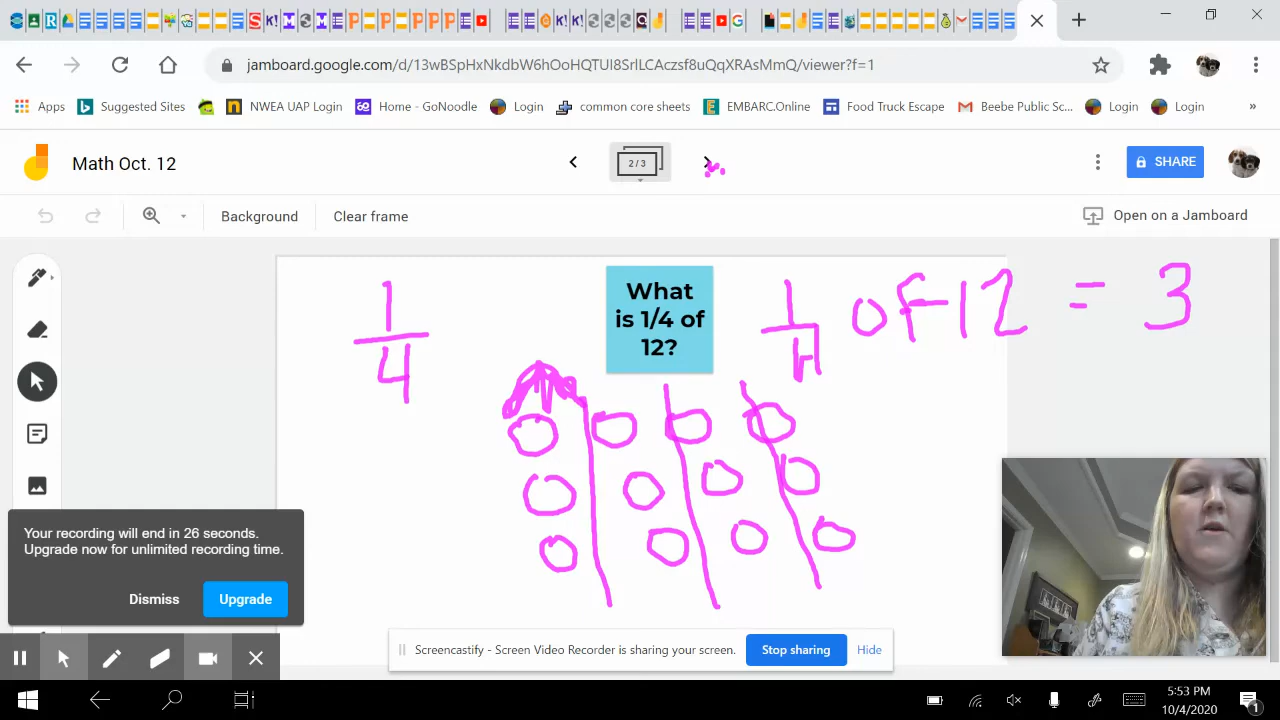 jamboard.google.com/d/13wBSpHxNkdbW6hOoHQTUl8SrlLCAczsf8uQqXRAsMmQ/viewer?f=1
Apps Suggested Sites NWEA UAP Login Home - GoNoodle Login common core sheets EMBARC.Online Food Truck Escape Beebe Public Sc... Login Login »
Math Oct. 12
2 / 3
SHARE
Background
Clear frame
Open on a Jamboard
1/4
What
is 1/4 of
12?
1/4 of 12 = 3
Your recording will end in 26 seconds.
Upgrade now for unlimited recording time.
Dismiss Upgrade
Screencastify - Screen Video Recorder is sharing your screen.
Stop sharing
Hide
5:53 PM
10/4/2020